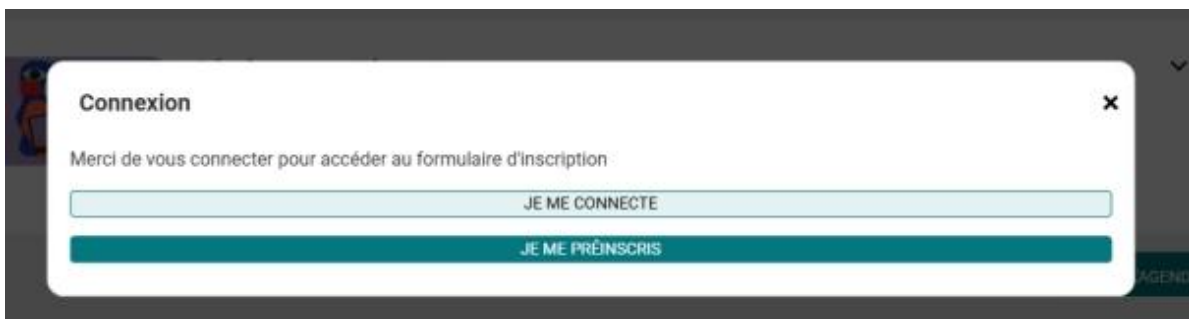 Connexion
Merci de vous connecter pour accéder au formulaire d'inscription
JE ME CONNECTE
JE ME PRÉINSCRIS